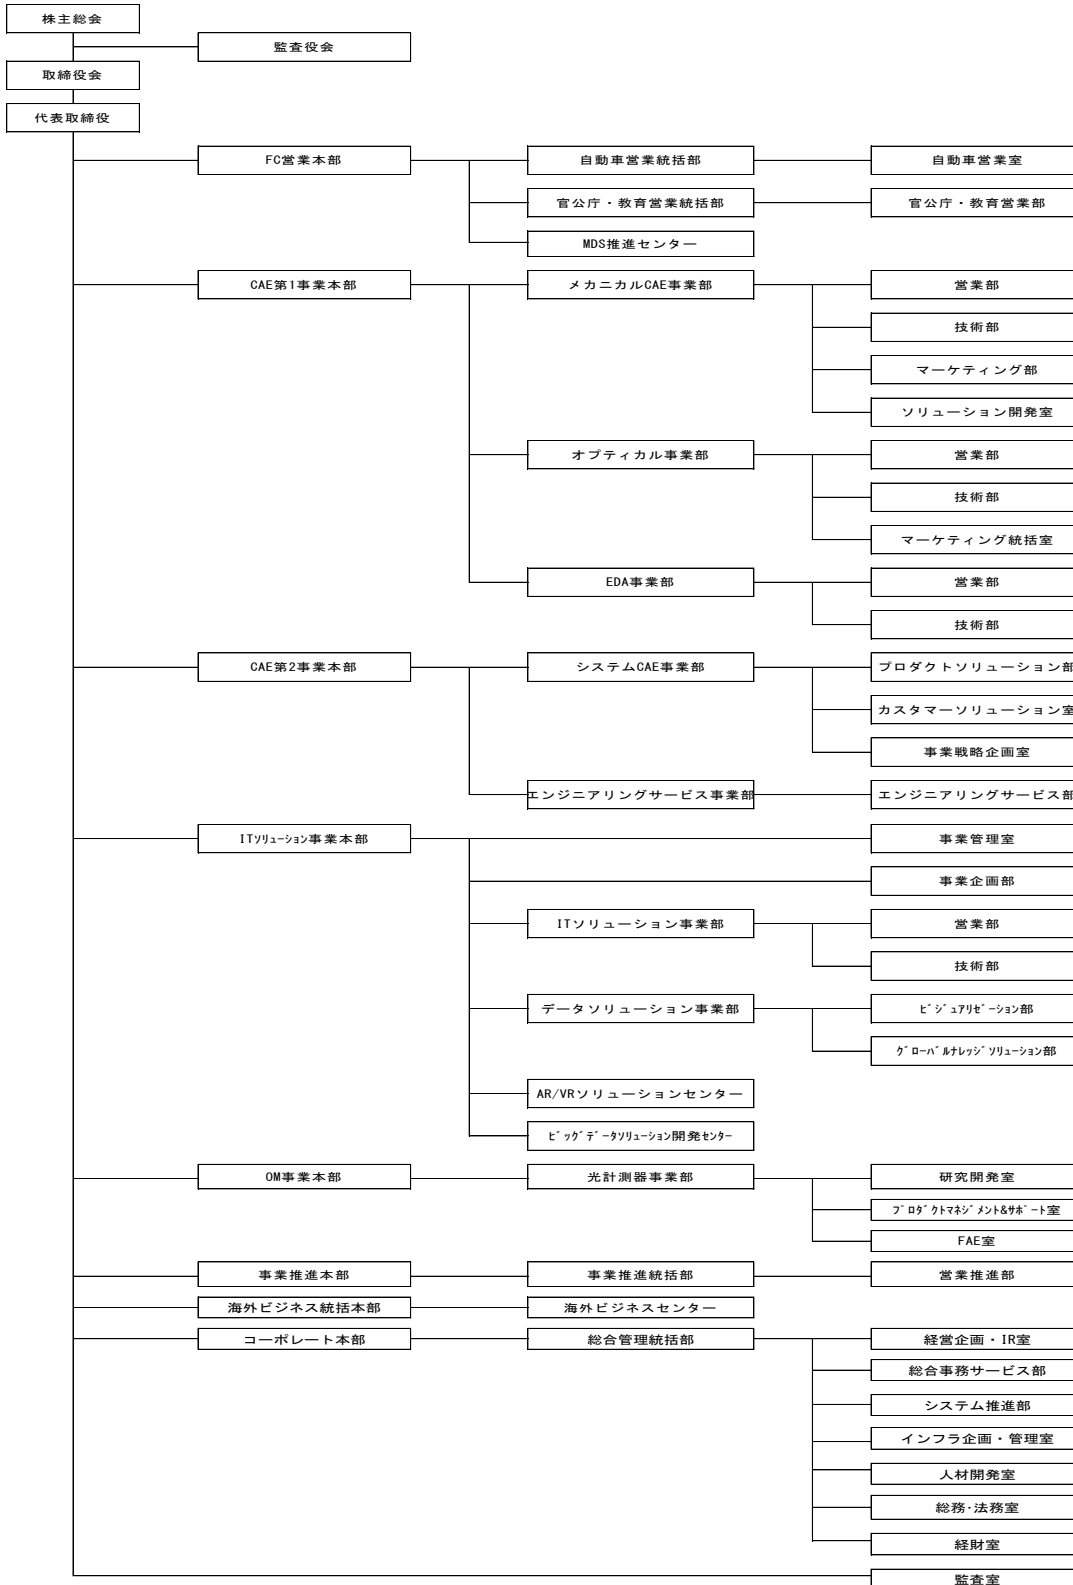 株主総会
監査役会
取締役会
代表取締役
FC営業本部
自動車営業統括部
自動車営業室
官公庁・教育営業統括部
官公庁・教育営業部
MDS推進センター
CAE第1事業本部
メカニカルCAE事業部
営業部
技術部
マーケティング部
ソリューション開発室
オプティカル事業部
営業部
技術部
マーケティング統括室
EDA事業部
営業部
技術部
CAE第2事業本部
システムCAE事業部
プロダクトソリューション部
カスタマーソリューション室
事業戦略企画室
エンジニアリングサービス事業部
エンジニアリングサービス部
ITソリューション事業本部
事業管理室
事業企画部
ITソリューション事業部
営業部
技術部
データソリューション事業部
ビジュアリゼーション部
グローバルナレッジソリューション部
AR/VRソリューションセンター
ビッグデータソリューション開発センター
OM事業本部
光計測器事業部
研究開発室
プロダクトマネジメント&サポート室
FAE室
事業推進本部
事業推進統括部
営業推進部
海外ビジネス統括本部
海外ビジネスセンター
コーポレート本部
総合管理統括部
経営企画・IR室
総合事務サービス部
システム推進部
インフラ企画・管理室
人材開発室
総務・法務室
経財室
監査室